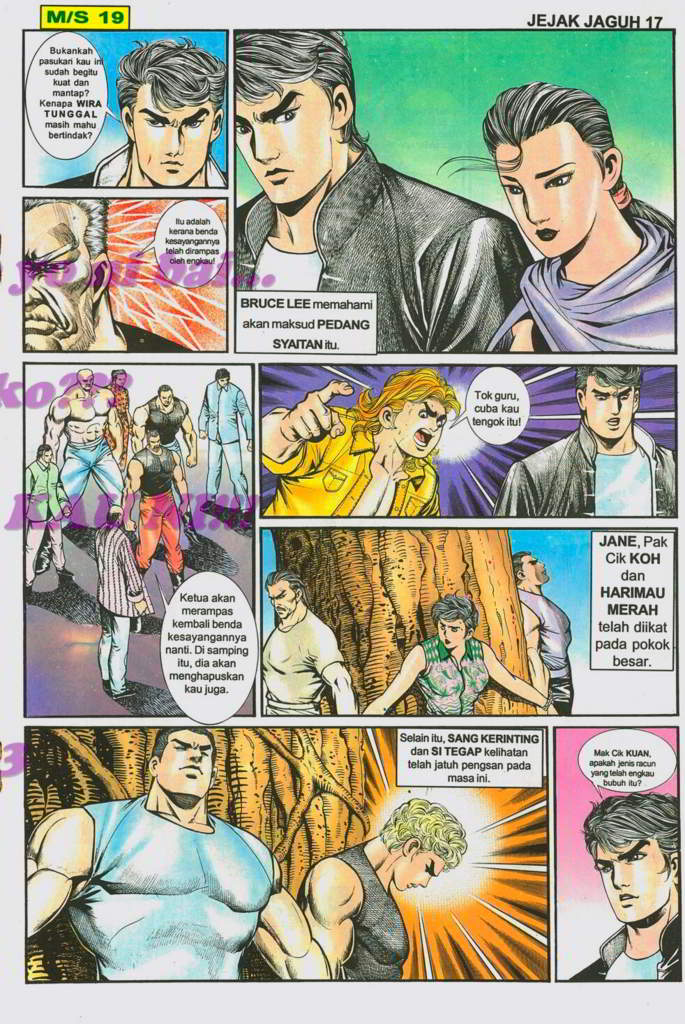 M/S 19
JEJAK JAGUH 17
Bukankah
pasukan kau ini
sudah begitu
kuat dan
mantap?
Kenapa WIRA
TUNGGAL
masih mahu
bertindak?
Itu adalah
kerana benda
kesayangannya
telah dirampas
oleh engkau!
BRUCE LEE memahami
akan maksud PEDANG
SYAITAN itu.
Ketua akan
merampas
kembali benda
kesayangannya
nanti. Di samping
itu, dia akan
menghapuskan
kau juga.
Tok guru,
cuba kau
tengok itu!
JANE, Pak
Cik KOH
dan
HARIMAU
MERAH
telah diikat
pada pokok
besar.
Selain itu, SANG KERINTING
dan SI TEGAP kelihatan
telah jatuh pengsan pada
masa ini.
Mak Cik KUAN,
apakah jenis racun
yang telah engkau
bubuh itu?